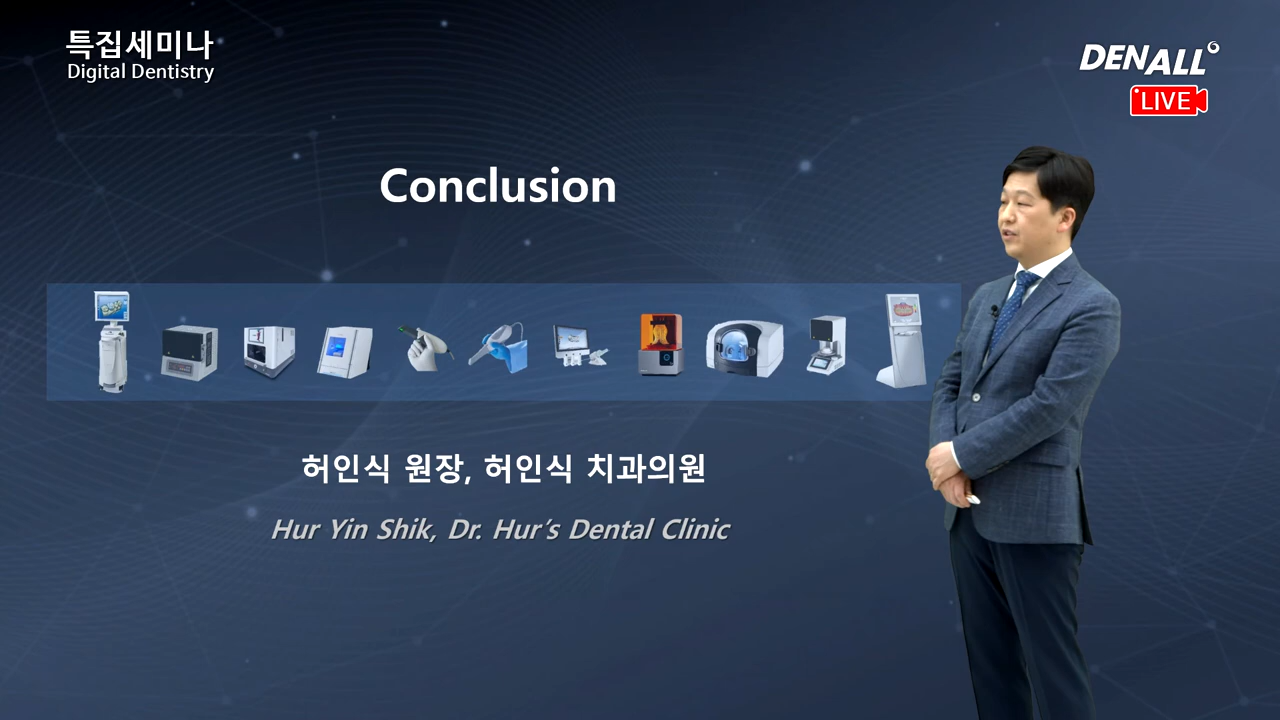 특집세미나
Digital Dentistry
DENALL
LIVE
Conclusion
허인식 원장, 허인식 치과의원
Hur Yin Shik, Dr. Hur's Dental Clinic